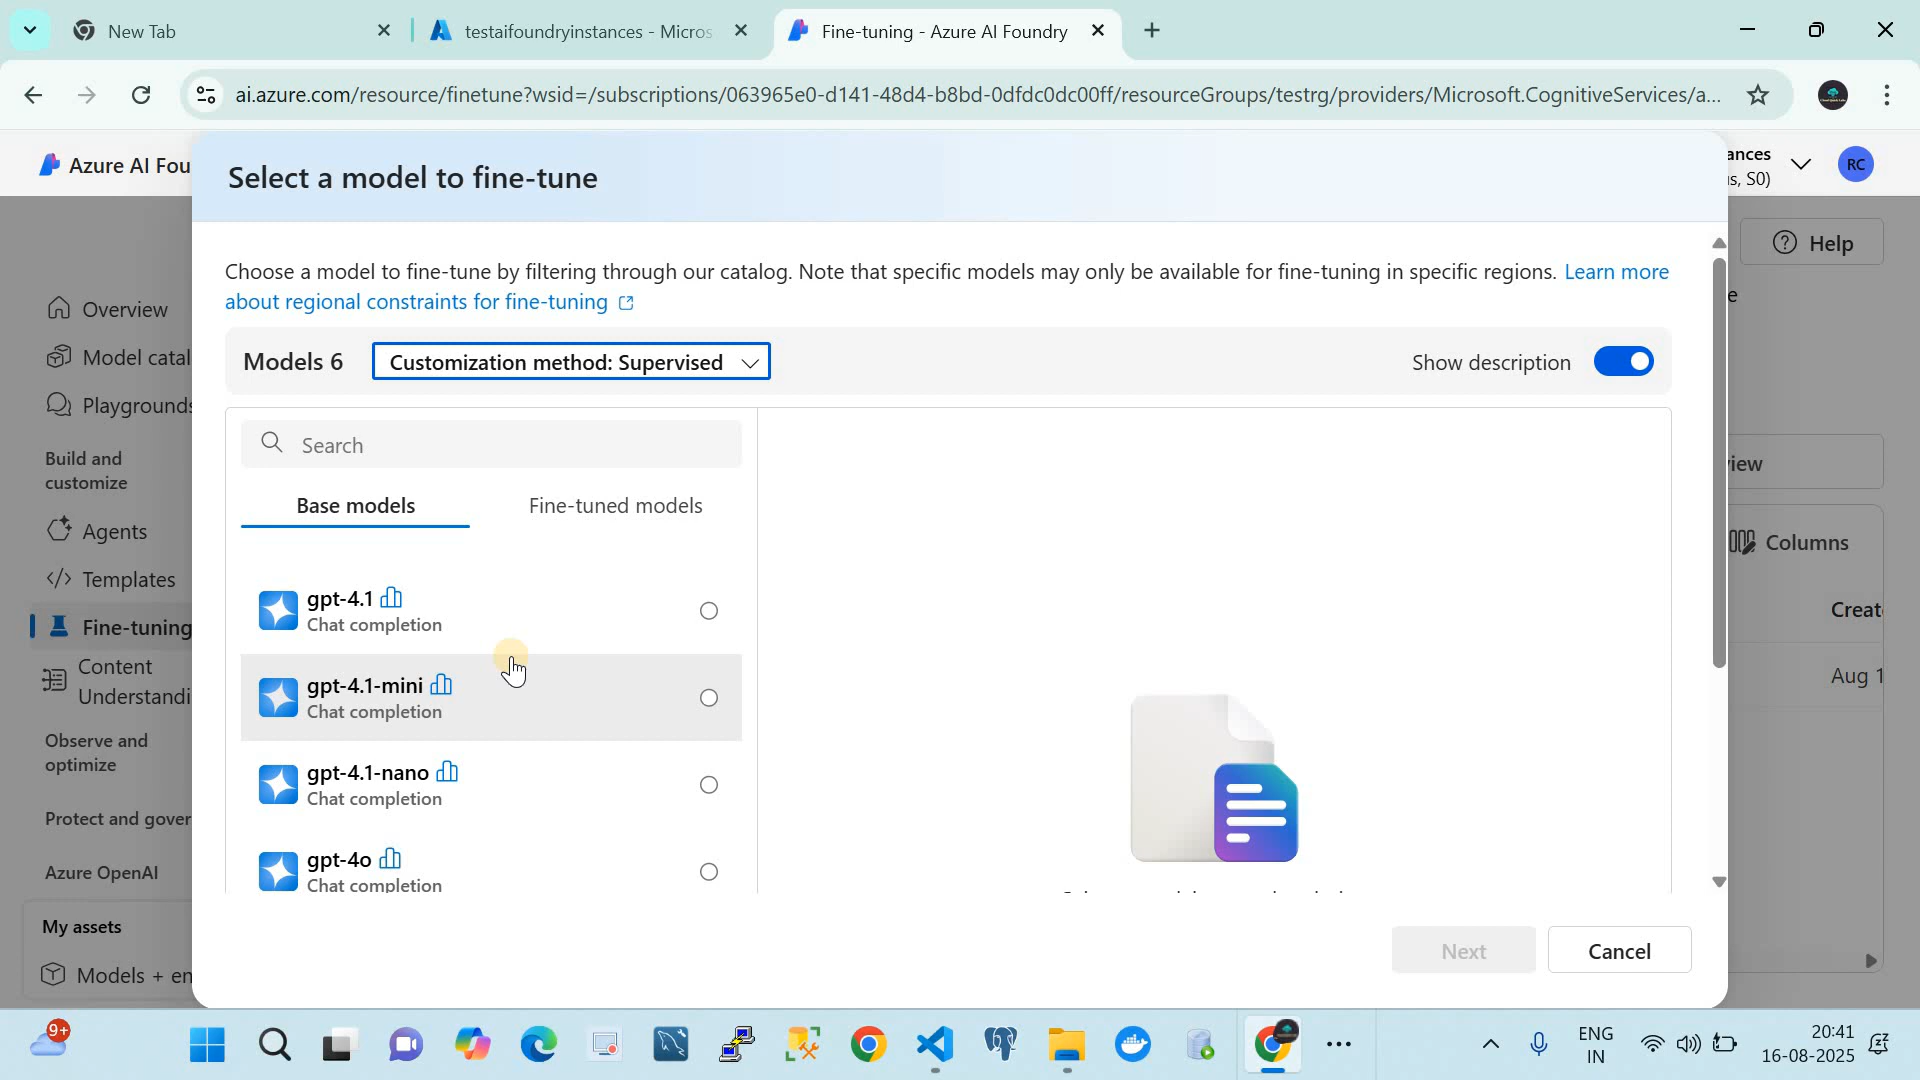 New Tab
testaifoundryinstances - Micros
Fine-tuning - Azure AI Foundry
ai.azure.com/resource/finetune?wsid=/subscriptions/063965e0-d141-48d4-b8bd-0dfdc0dc00ff/resourceGroups/testrg/providers/Microsoft.CognitiveServices/a...
Azure AI Fou
ances
s, S0)
RC
Select a model to fine-tune
Help
Choose a model to fine-tune by filtering through our catalog. Note that specific models may only be available for fine-tuning in specific regions. Learn more
about regional constraints for fine-tuning
Models 6
Customization method: Supervised
Show description
Search
Base models
Fine-tuned models
gpt-4.1
Chat completion
gpt-4.1-mini
Chat completion
gpt-4.1-nano
Chat completion
gpt-4o
Chat completion
Next
Cancel
Overview
Model catal
Playgrounds
Build and
customize
Agents
Templates
Fine-tuning
Content
Understandi
Observe and
optimize
Protect and gover
Azure OpenAI
My assets
Models + en
e
iew
Columns
Creat
Aug 1
9+
ENG
IN
20:41
16-08-2025